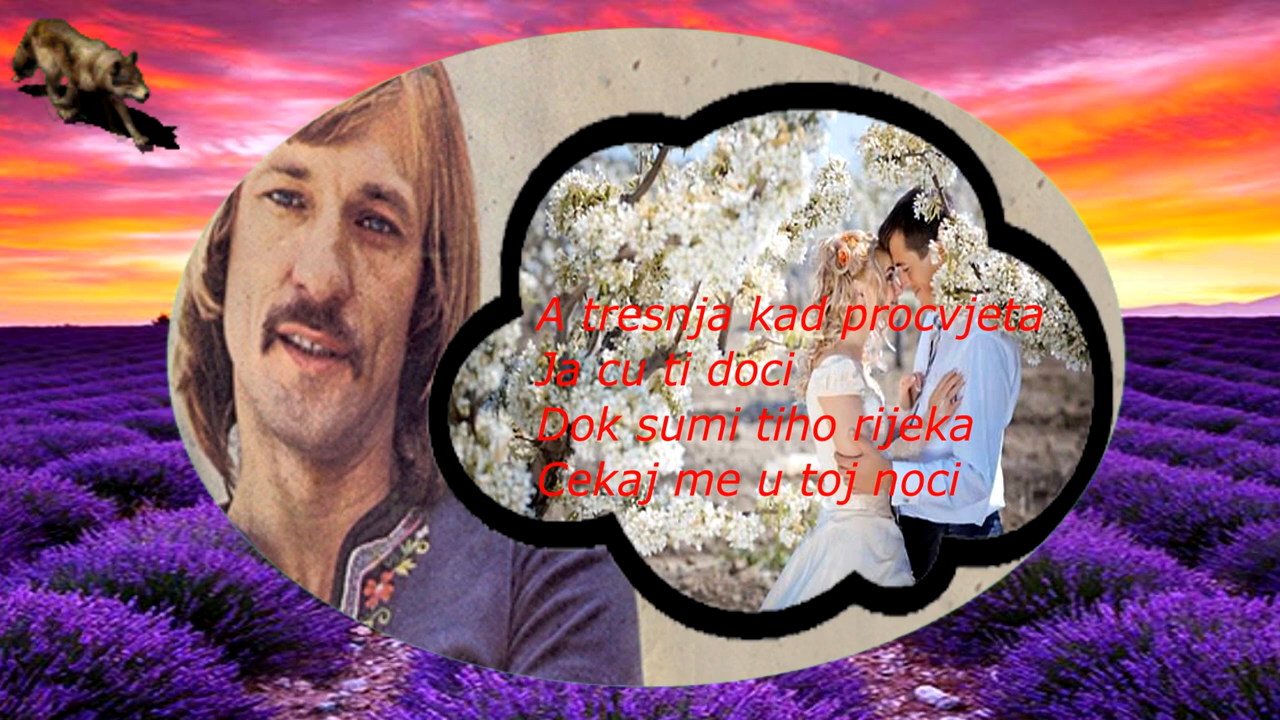 A tresnja kad procvjeta
Ja cu ti doci
Dok sumi tiho rijeka
Cekaj me u toj noci